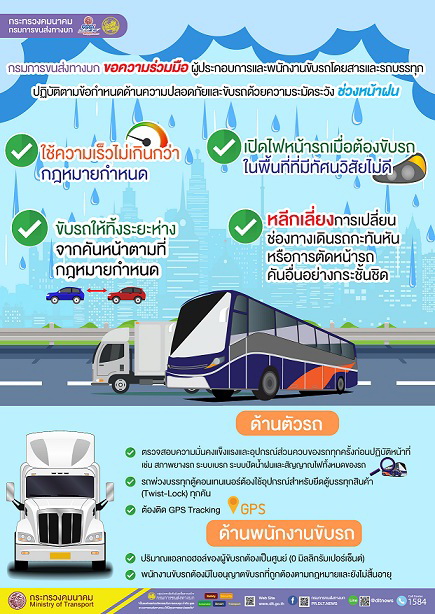 กระทรวงคมนาคม
กรมการขนส่งทางบก
กรมการขนส่งทางบก ขอความร่วมมือ ผู้ประกอบการและพนักงานขับรถโดยสารและรถบรรทุก
ปฏิบัติตามข้อกำหนดด้านความปลอดภัยและขับรถด้วยความระมัดระวัง ช่วงหน้าฝน
ใช้ความเร็วไม่เกินกว่า
กฎหมายกำหนด
เปิดไฟหน้ารถเมื่อต้องขับรถ
ในพื้นที่ที่มีทัศนวิสัยไม่ดี
ขับรถให้ทิ้งระยะห่าง
จากคันหน้าตามที่
กฎหมายกำหนด
หลีกเลี่ยงการเปลี่ยน
ช่องทางเดินรถกะทันหัน
หรือการตัดหน้ารถ
คันอื่นอย่างกระชั้นชิด
ด้านตัวรถ
ตรวจสอบความมั่นคงแข็งแรงและอุปกรณ์ส่วนควบของรถทุกครั้งก่อนปฏิบัติหน้าที่
เช่น สภาพยางรถ ระบบเบรก ระบบปัดน้ำฝนและสัญญาณไฟทั้งหมดของรถ
รถพ่วงบรรทุกตู้คอนเทนเนอร์ต้องใช้อุปกรณ์สำหรับยึดตู้บรรทุกสินค้า
(Twist-Lock) ทุกคัน
ต้องติด GPS Tracking GPS
ด้านพนักงานขับรถ
ปริมาณแอลกอฮอล์ของผู้ขับรถต้องเป็นศูนย์ (0 มิลลิกรัมเปอร์เซ็นต์)
พนักงานขับรถต้องมีใบอนุญาตขับรถที่ถูกต้องตามกฎหมายและยังไม่สิ้นอายุ
กระทรวงคมนาคม
Ministry of Transport
Web Site
www.dlt.go.th
กรมการขนส่งทางบก
PR.DLT.NEWS
Line
@dltnews
1584